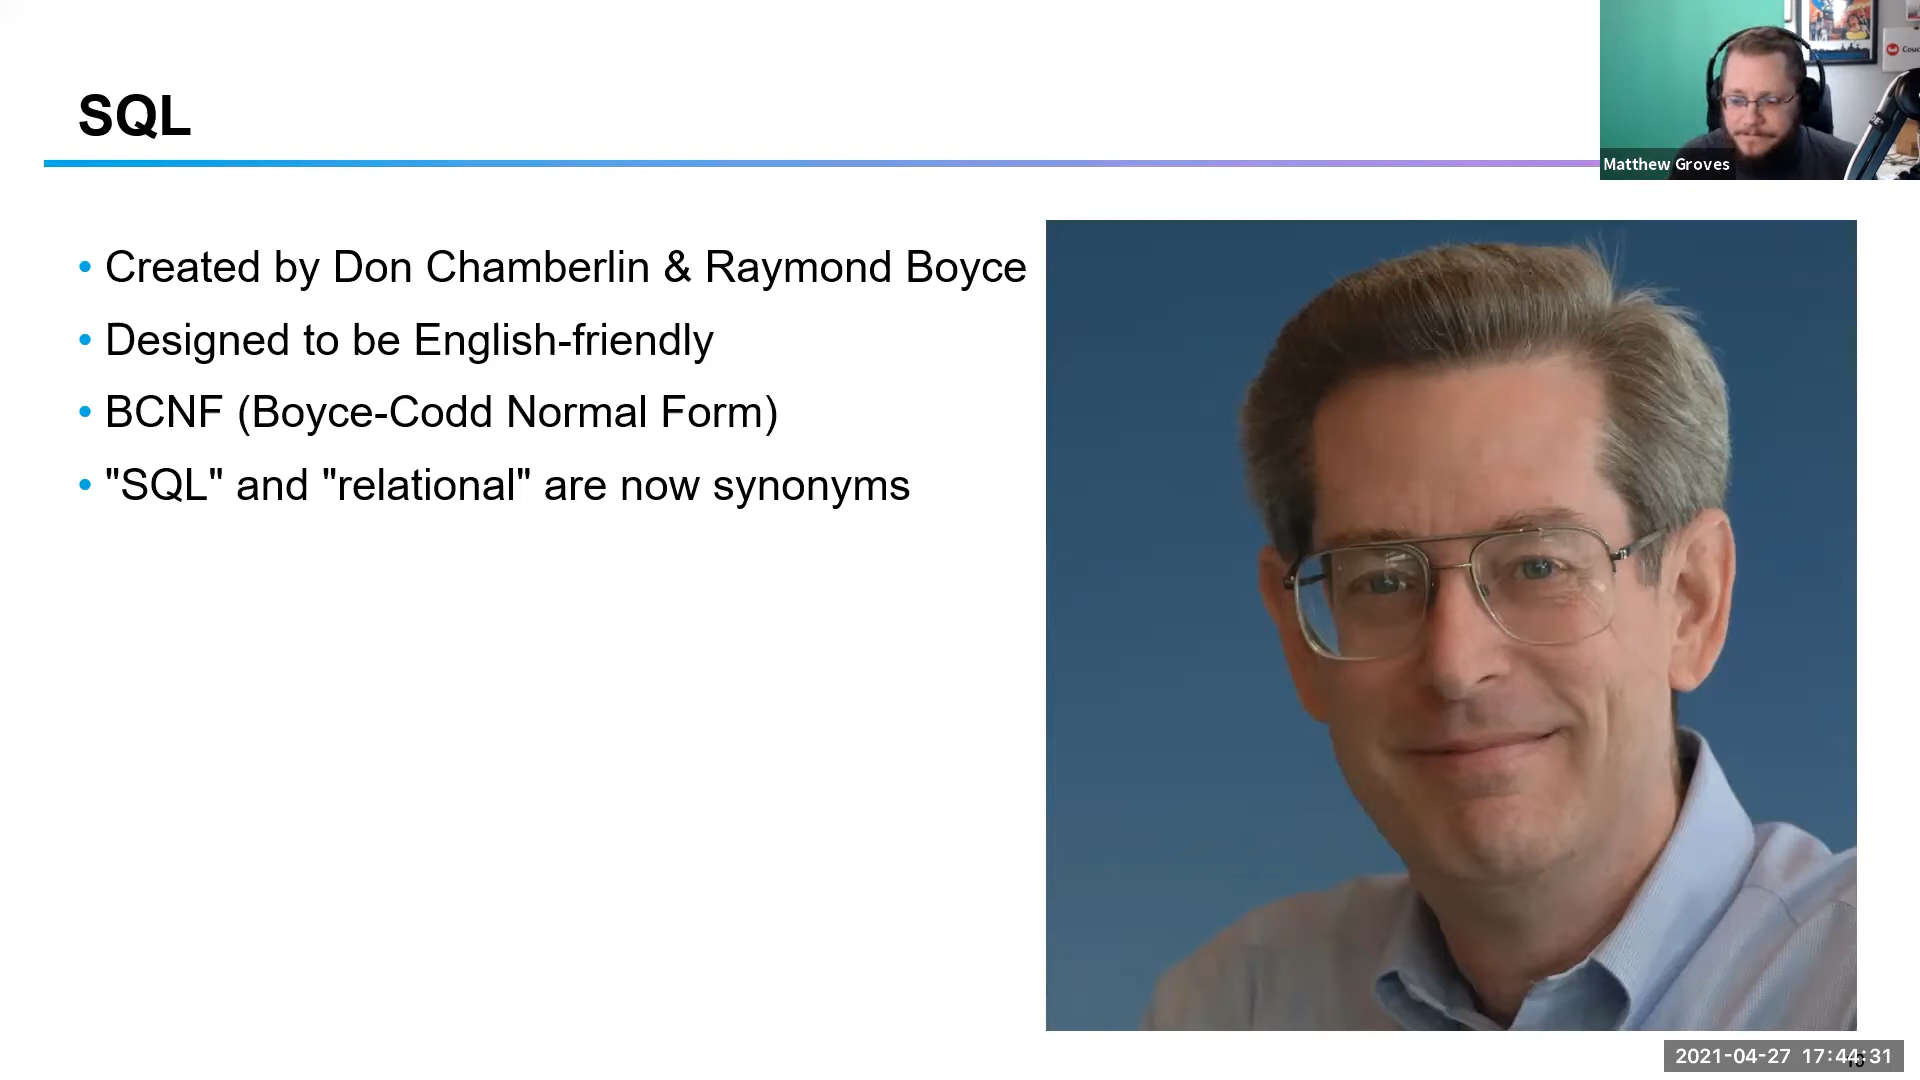 SQL
Couc
Matthew Groves
• Created by Don Chamberlin & Raymond Boyce
• Designed to be English-friendly
• BCNF (Boyce-Codd Normal Form)
• "SQL" and "relational" are now synonyms
2021-04-27 17:44:31